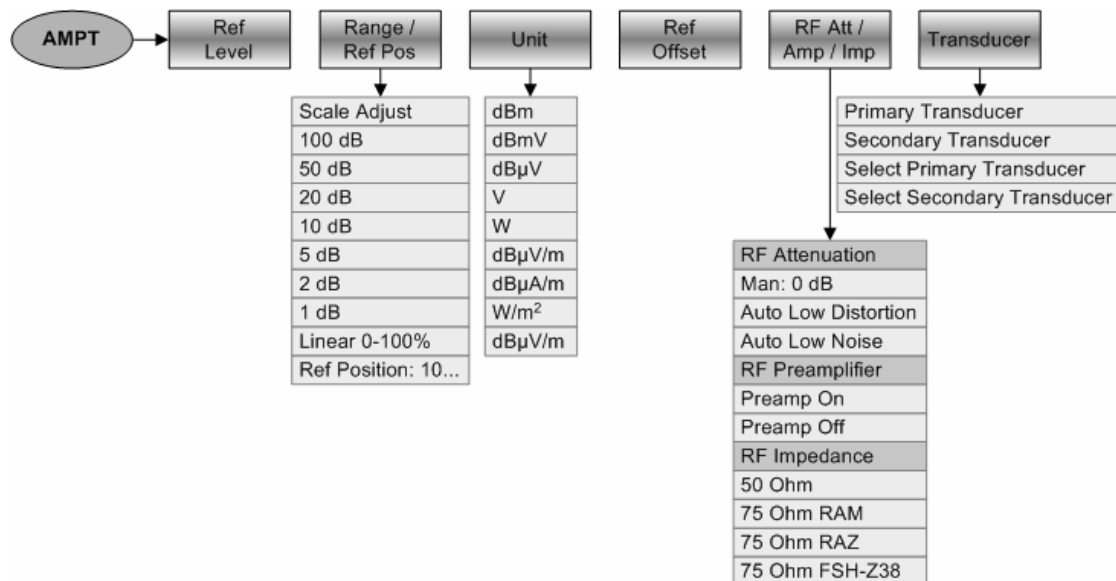 AMPT
Ref
Level
Range /
Ref Pos
Unit
Ref
Offset
RF Att /
Amp / Imp
Transducer
Scale Adjust
100 dB
50 dB
20 dB
10 dB
5 dB
2 dB
1 dB
Linear 0-100%
Ref Position: 10...
dBm
dBmV
dBµV
V
W
dBµV/m
dBµA/m
W/m²
dBµV/m
Primary Transducer
Secondary Transducer
Select Primary Transducer
Select Secondary Transducer
RF Attenuation
Man: 0 dB
Auto Low Distortion
Auto Low Noise
RF Preamplifier
Preamp On
Preamp Off
RF Impedance
50 Ohm
75 Ohm RAM
75 Ohm RAZ
75 Ohm FSH-Z38